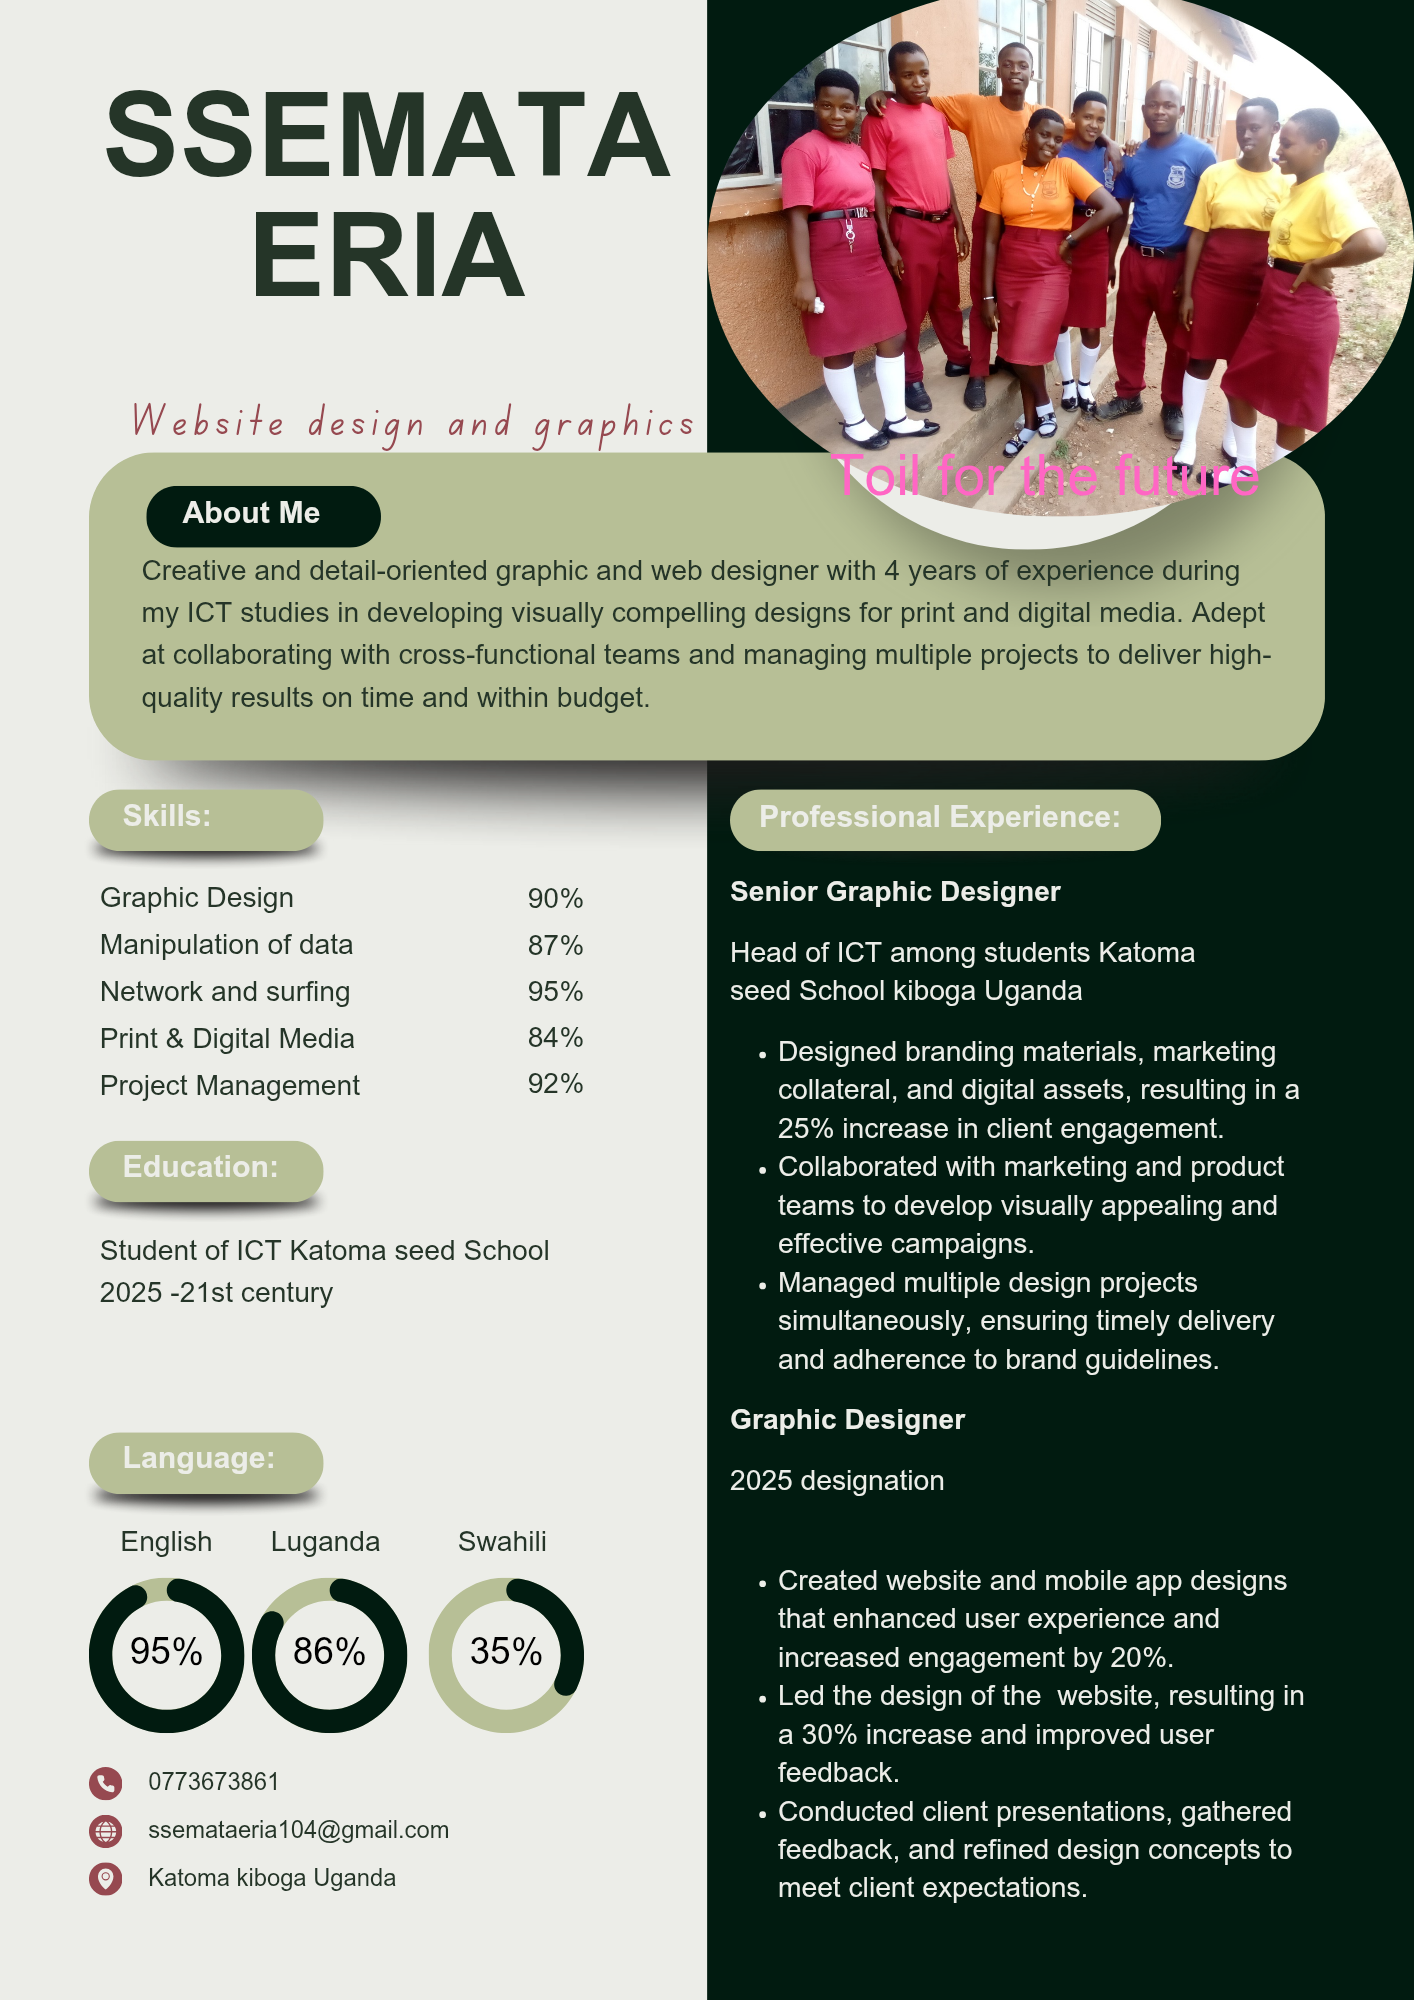 SSEMATA
ERIA
Website design and graphics
Toil for the future
About Me
Creative and detail-oriented graphic and web designer with 4 years of experience during
my ICT studies in developing visually compelling designs for print and digital media. Adept
at collaborating with cross-functional teams and managing multiple projects to deliver high-
quality results on time and within budget.
Skills:
Graphic Design 90%
Manipulation of data 87%
Network and surfing 95%
Print & Digital Media 84%
Project Management 92%
Education:
Student of ICT Katoma seed School
2025 -21st century
Language:
English Luganda Swahili
95% 86% 35%
0773673861
ssemataeria104@gmail.com
Katoma kiboga Uganda
Professional Experience:
Senior Graphic Designer
Head of ICT among students Katoma
seed School kiboga Uganda
• Designed branding materials, marketing
collateral, and digital assets, resulting in a
25% increase in client engagement.
• Collaborated with marketing and product
teams to develop visually appealing and
effective campaigns.
• Managed multiple design projects
simultaneously, ensuring timely delivery
and adherence to brand guidelines.
Graphic Designer
2025 designation
• Created website and mobile app designs
that enhanced user experience and
increased engagement by 20%.
• Led the design of the  website, resulting in
a 30% increase and improved user
feedback.
• Conducted client presentations, gathered
feedback, and refined design concepts to
meet client expectations.